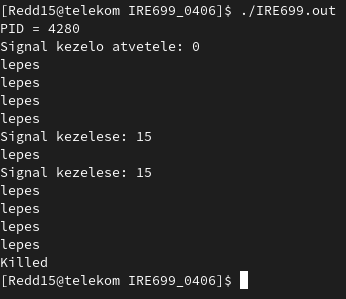 [Redd15@telekom IRE699_0406]$ ./IRE699.out
PID = 4280
Signal kezelo atvetele: 0
lepes
lepes
lepes
lepes
Signal kezelese: 15
lepes
Signal kezelese: 15
lepes
lepes
lepes
lepes
Killed
[Redd15@telekom IRE699_0406]$